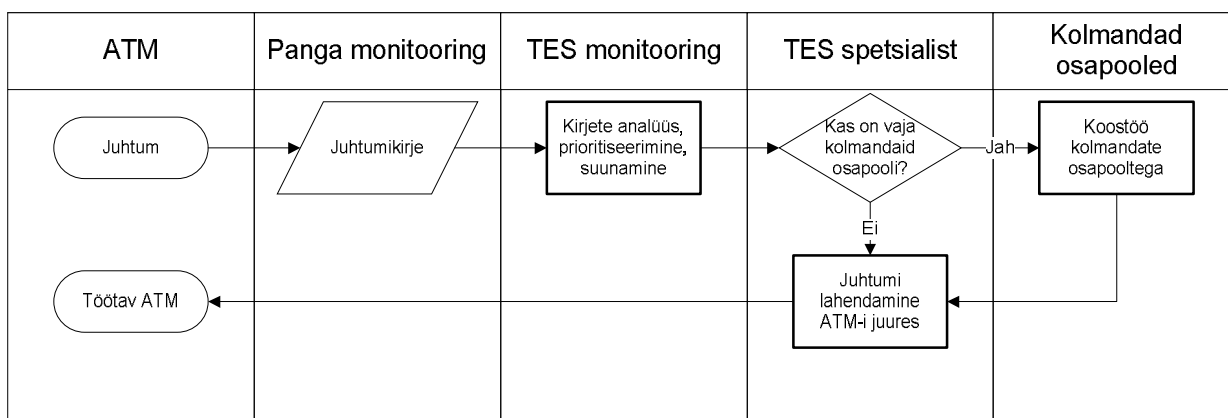 ATM
Panga monitooring
TES monitooring
TES spetsialist
Kolmandad
osapooled
Juhtum
Juhtumikirje
Kirjete analüüs,
prioritiseerimine,
suunamine
Kas on vaja
kolmandaid
osapooli?
Jah
Koostöö
kolmandate
osapooltega
Ei
Töötav ATM
Juhtumi
lahendamine
ATM-i juures